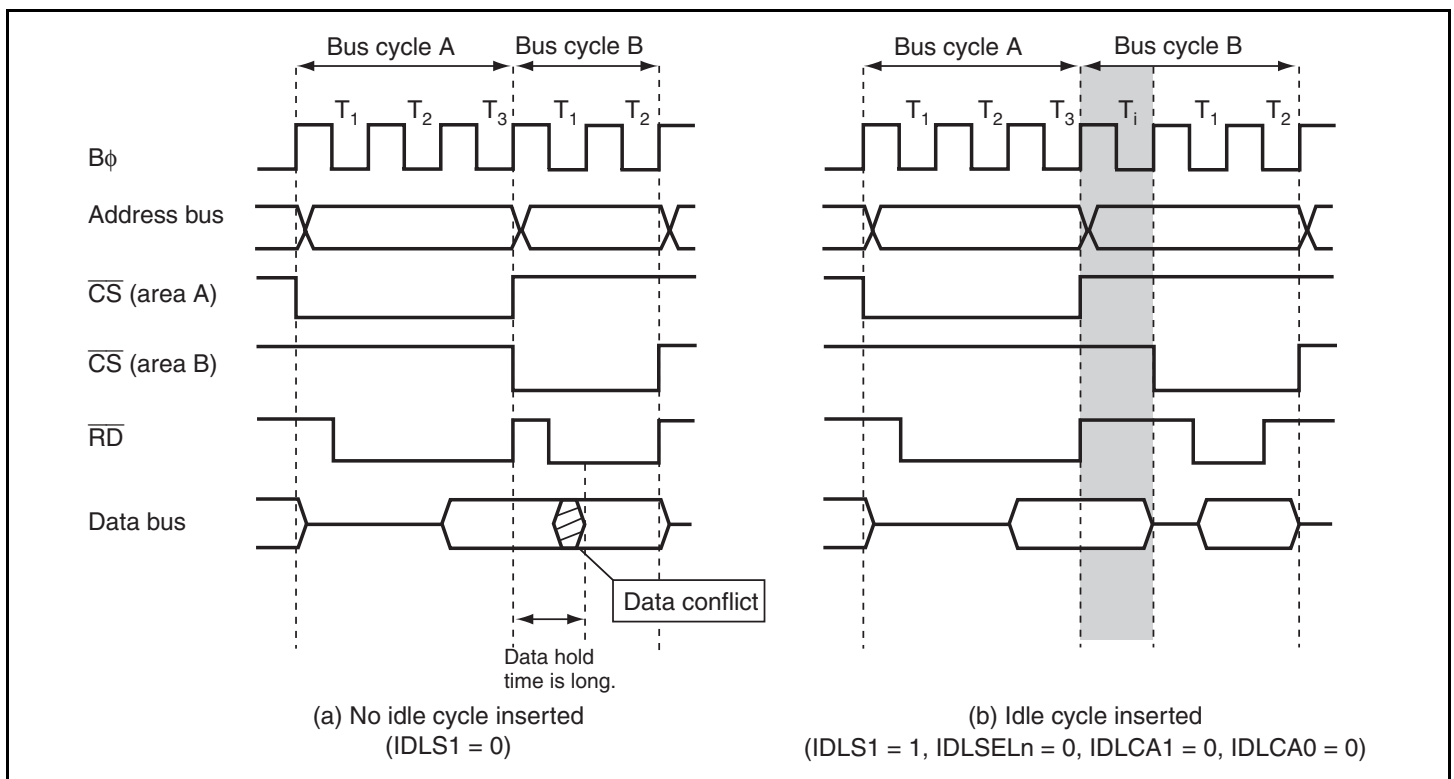 Bus cycle A Bus cycle B Bus cycle A Bus cycle B
T1 T2 T3 T1 T2 T1 T2 T3 Ti T1 T2
Bϕ
Address bus
CS (area A)
CS (area B)
RD
Data bus
Data conflict
Data hold
time is long.
(a) No idle cycle inserted
(IDLS1 = 0)
(b) Idle cycle inserted
(IDLS1 = 1, IDLSELn = 0, IDLCA1 = 0, IDLCA0 = 0)